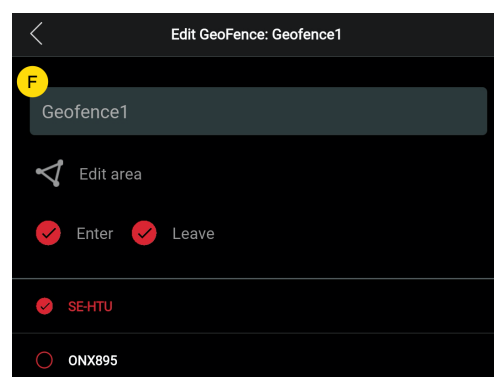 Edit GeoFence: Geofence1
F
Geofence1
Edit area
Enter Leave
SE-HTU
ONX895